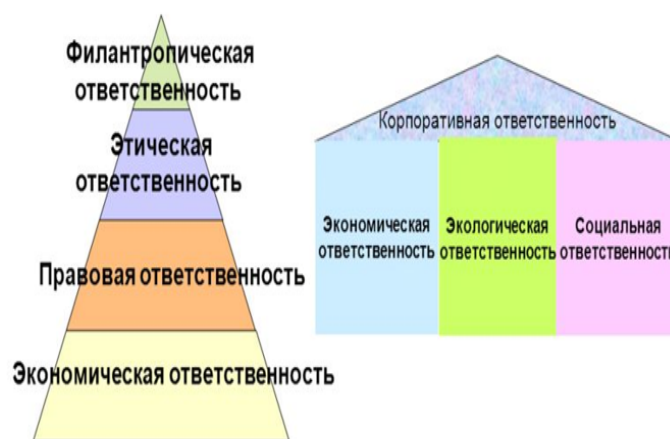 Филантропическая
ответственность
Этическая
ответственность
Правовая ответственность
Экономическая ответственность
Корпоративная ответственность
Экономическая
ответственность
Экологическая
ответственность
Социальная
ответственность